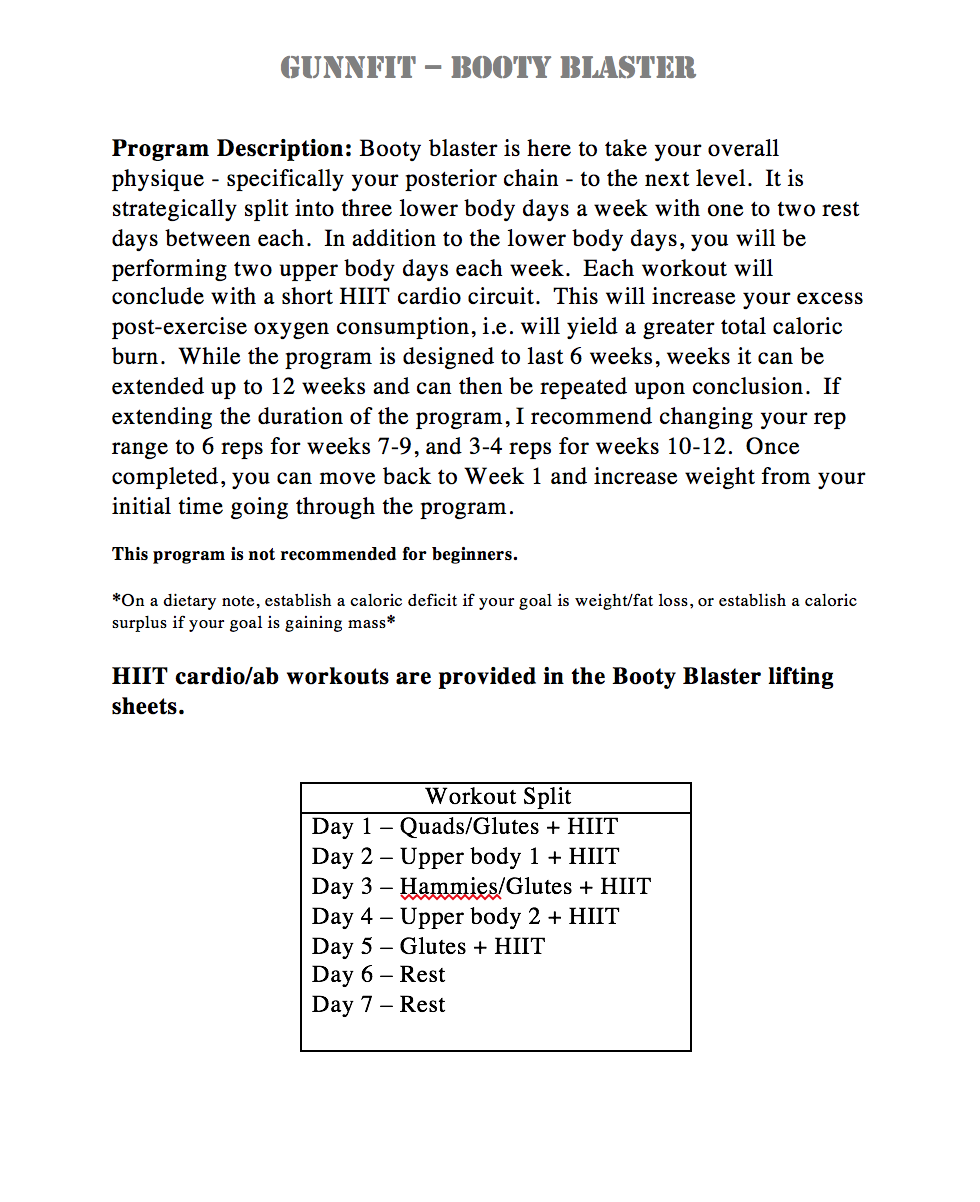 GUNNFIT – BOOTY BLASTER
Program Description: Booty blaster is here to take your overall
physique - specifically your posterior chain - to the next level.  It is
strategically split into three lower body days a week with one to two rest
days between each.  In addition to the lower body days, you will be
performing two upper body days each week.  Each workout will
conclude with a short HIIT cardio circuit.  This will increase your excess
post-exercise oxygen consumption, i.e. will yield a greater total caloric
burn.  While the program is designed to last 6 weeks, weeks it can be
extended up to 12 weeks and can then be repeated upon conclusion.  If
extending the duration of the program, I recommend changing your rep
range to 6 reps for weeks 7-9, and 3-4 reps for weeks 10-12.  Once
completed, you can move back to Week 1 and increase weight from your
initial time going through the program.
This program is not recommended for beginners.
*On a dietary note, establish a caloric deficit if your goal is weight/fat loss, or establish a caloric
surplus if your goal is gaining mass*
HIIT cardio/ab workouts are provided in the Booty Blaster lifting
sheets.
Workout Split
Day 1 – Quads/Glutes + HIIT
Day 2 – Upper body 1 + HIIT
Day 3 – Hammies/Glutes + HIIT
Day 4 – Upper body 2 + HIIT
Day 5 – Glutes + HIIT
Day 6 – Rest
Day 7 – Rest